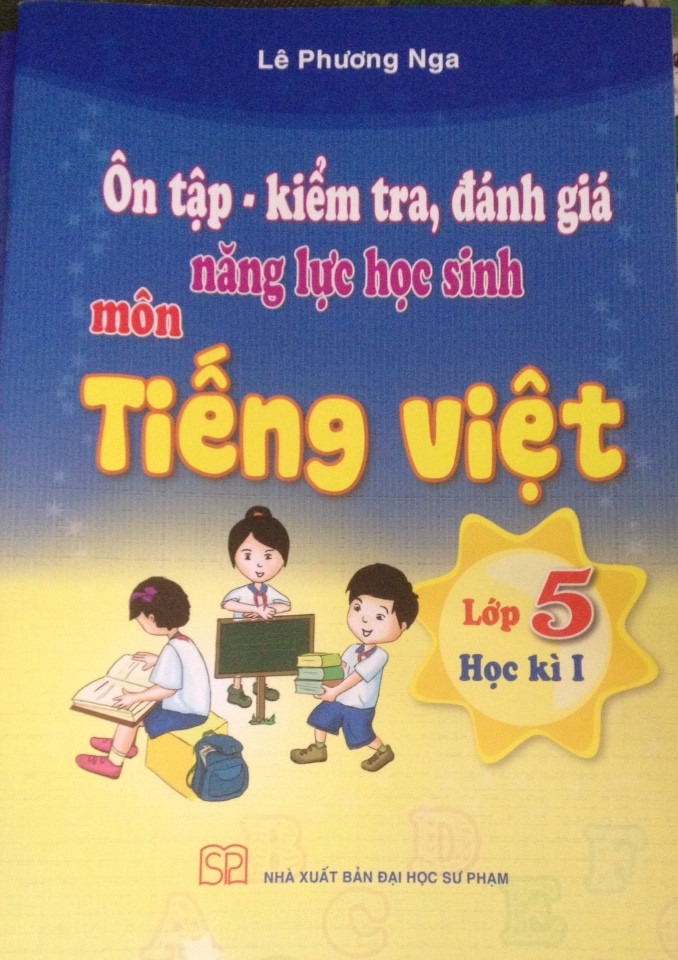 Lê Phương Nga
Ôn tập - kiểm tra, đánh giá
năng lực học sinh
môn
Tiếng việt
Lớp 5
Học kì I
B D F
A C E
SP
NHÀ XUẤT BẢN ĐẠI HỌC SƯ PHẠM